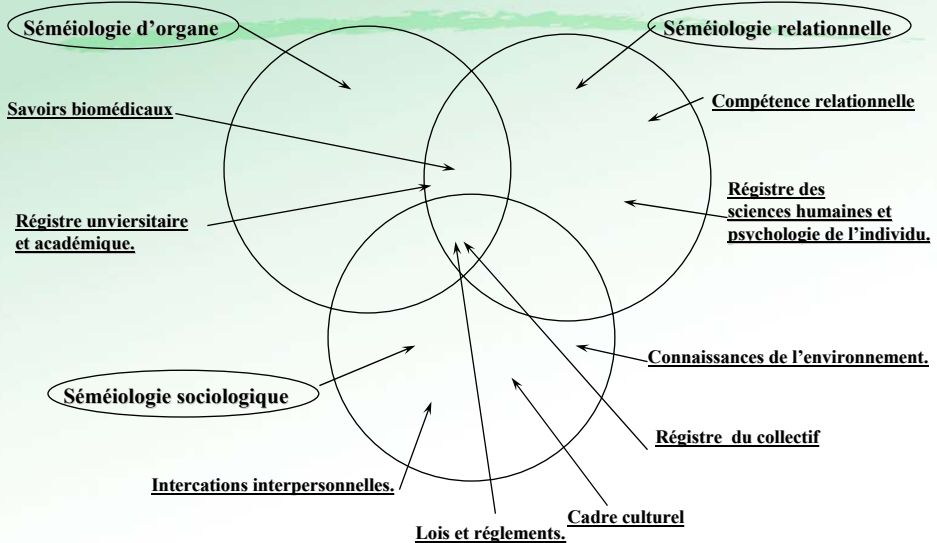 Séméiologie d'organe
Séméiologie relationnelle
Savoirs biomédicaux
Compétence relationnelle
Régistre des
sciences humaines et
psychologie de l'individu.
Régistre unviersitaire
et académique.
Connaissances de l'environnement.
Séméiologie sociologique
Régistre du collectif
Intercations interpersonnelles.
Cadre culturel
Lois et réglements.